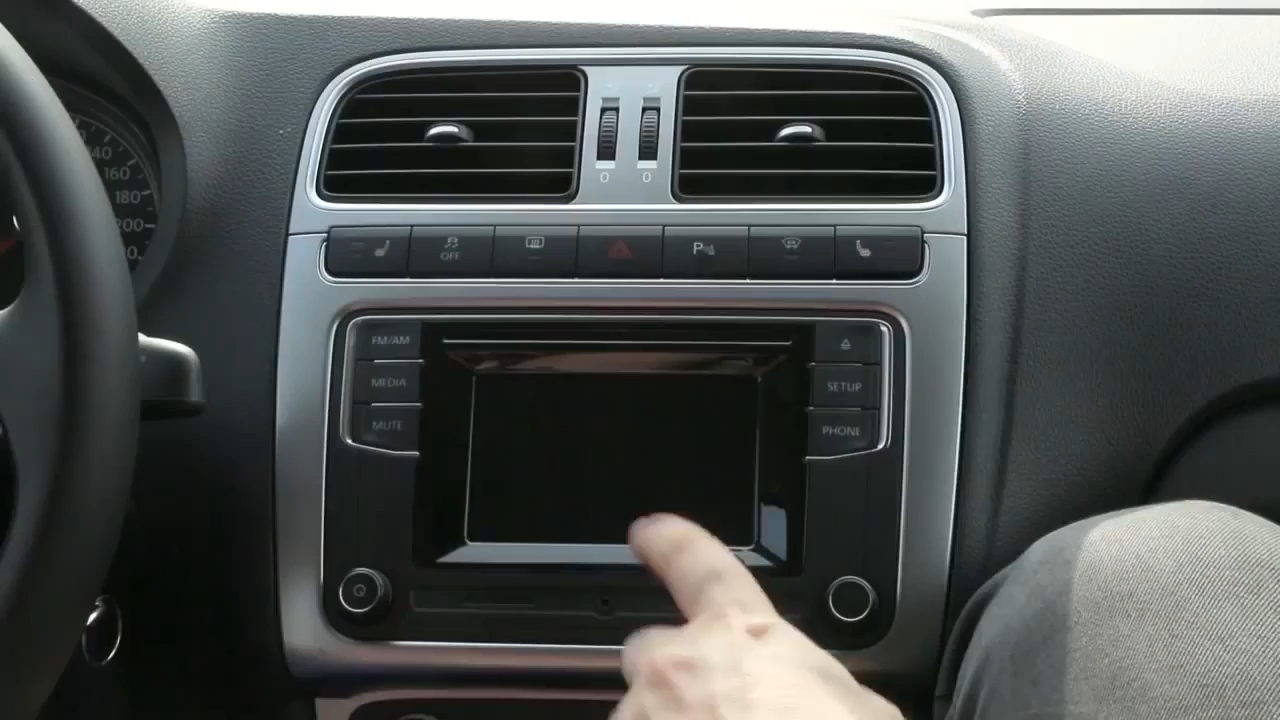 140
160
180
200
0 0
OFF
P
FM/AM
MEDIA
MUTE
SETUP
PHONE